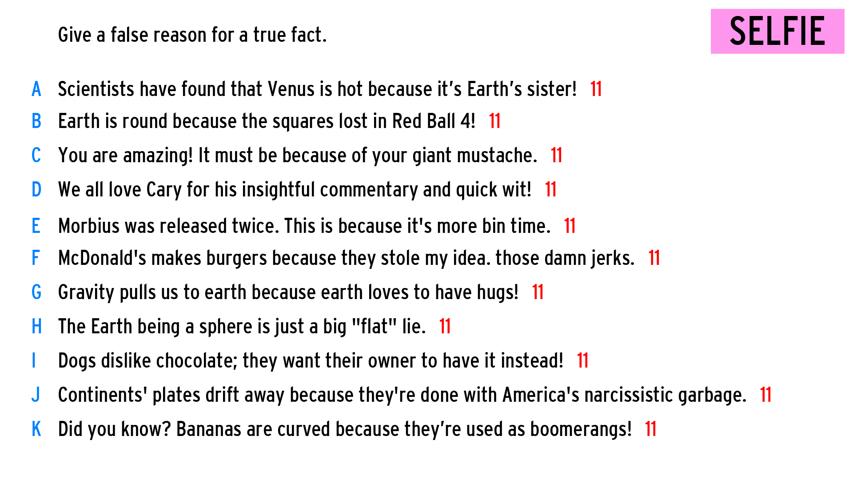 Give a false reason for a true fact.
SELFIE
A Scientists have found that Venus is hot because it’s Earth’s sister! 11
B Earth is round because the squares lost in Red Ball 4! 11
C You are amazing! It must be because of your giant mustache. 11
D We all love Cary for his insightful commentary and quick wit! 11
E Morbius was released twice. This is because it's more bin time. 11
F McDonald's makes burgers because they stole my idea. those damn jerks. 11
G Gravity pulls us to earth because earth loves to have hugs! 11
H The Earth being a sphere is just a big "flat" lie. 11
I Dogs dislike chocolate; they want their owner to have it instead! 11
J Continents' plates drift away because they're done with America's narcissistic garbage. 11
K Did you know? Bananas are curved because they’re used as boomerangs! 11